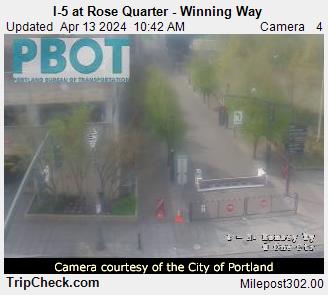 I-5 at Rose Quarter - Winning Way
Updated Apr 13 2024 10:42 AM Camera 4
PBOT
PORTLAND BUREAU OF TRANSPORTATION
Camera courtesy of the City of Portland
TripCheck.com Milepost302.00